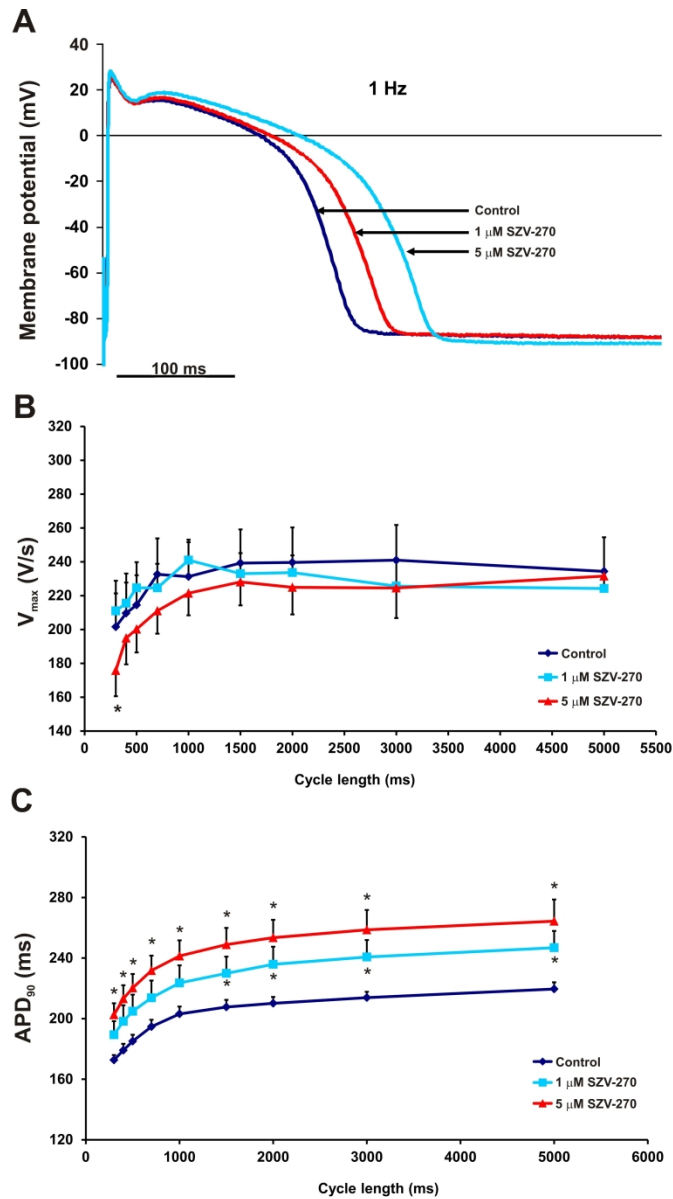 A
40
20
0
-20
-40
-60
-80
-100
Membrane potential (mV)
1 Hz
Control
1 μM SZV-270
5 μM SZV-270
100 ms
B
320
300
280
260
240
220
200
180
160
140
Vmax (V/s)
*
Control
1 μM SZV-270
5 μM SZV-270
0 500 1000 1500 2000 2500 3000 3500 4000 4500 5000 5500
Cycle length (ms)
C
320
280
240
200
160
120
APD90 (ms)
* * * * * * * * *
* * * *
Control
1 μM SZV-270
5 μM SZV-270
0 1000 2000 3000 4000 5000 6000
Cycle length (ms)